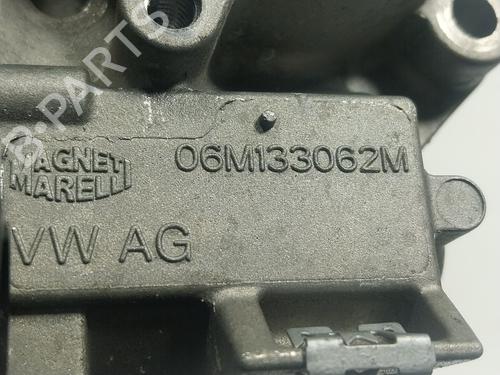 B-PARTS
MAGNETI
MARELLI
06M133062M
VW AG